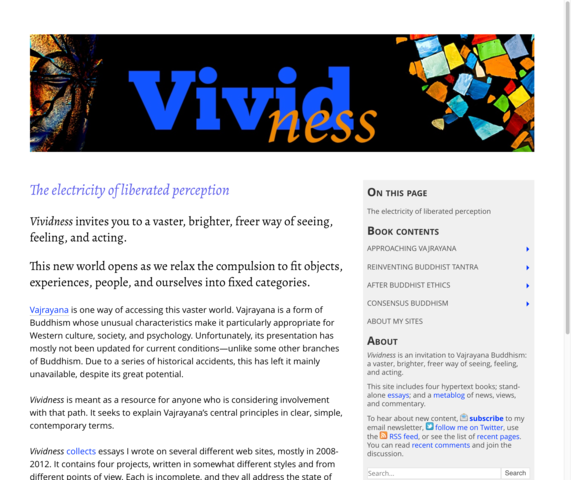 Vividness
The electricity of liberated perception
Vividness invites you to a vaster, brighter, freer way of seeing,
feeling, and acting.
This new world opens as we relax the compulsion to fit objects,
experiences, people, and ourselves into fixed categories.
Vajrayana is one way of accessing this vaster world. Vajrayana is a form of
Buddhism whose unusual characteristics make it particularly appropriate for
Western culture, society, and psychology. Unfortunately, its presentation has
mostly not been updated for current conditions—unlike some other branches
of Buddhism. Due to a series of historical accidents, this has left it mainly
unavailable, despite its great potential.
Vividness is meant as a resource for anyone who is considering involvement
with that path. It seeks to explain Vajrayana's central principles in clear, simple,
contemporary terms.
Vividness collects essays I wrote on several different web sites, mostly in 2008-
2012. It contains four projects, written in somewhat different styles and from
different points of view. Each is incomplete, and they all address the state of
On this page
The electricity of liberated perception
Book contents
APPROACHING VAJRAYANA
REINVENTING BUDDHIST TANTRA
AFTER BUDDHIST ETHICS
CONSENSUS BUDDHISM
ABOUT MY SITES
About
Vividness is an invitation to Vajrayana Buddhism:
a vaster, brighter, freer way of seeing, feeling,
and acting.
This site includes four hypertext books; stand-
alone essays; and a metablog of news, views,
and commentary.
To hear about new content, subscribe to my
email newsletter, follow me on Twitter, use
the RSS feed, or see the list of recent pages.
You can read recent comments and join the
discussion.
Search... Search